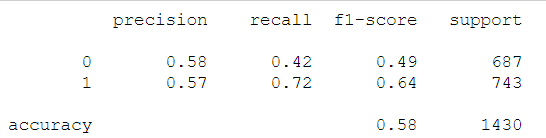 precision recall f1-score support
0 0.58 0.42 0.49 687
1 0.57 0.72 0.64 743
accuracy 0.58 1430